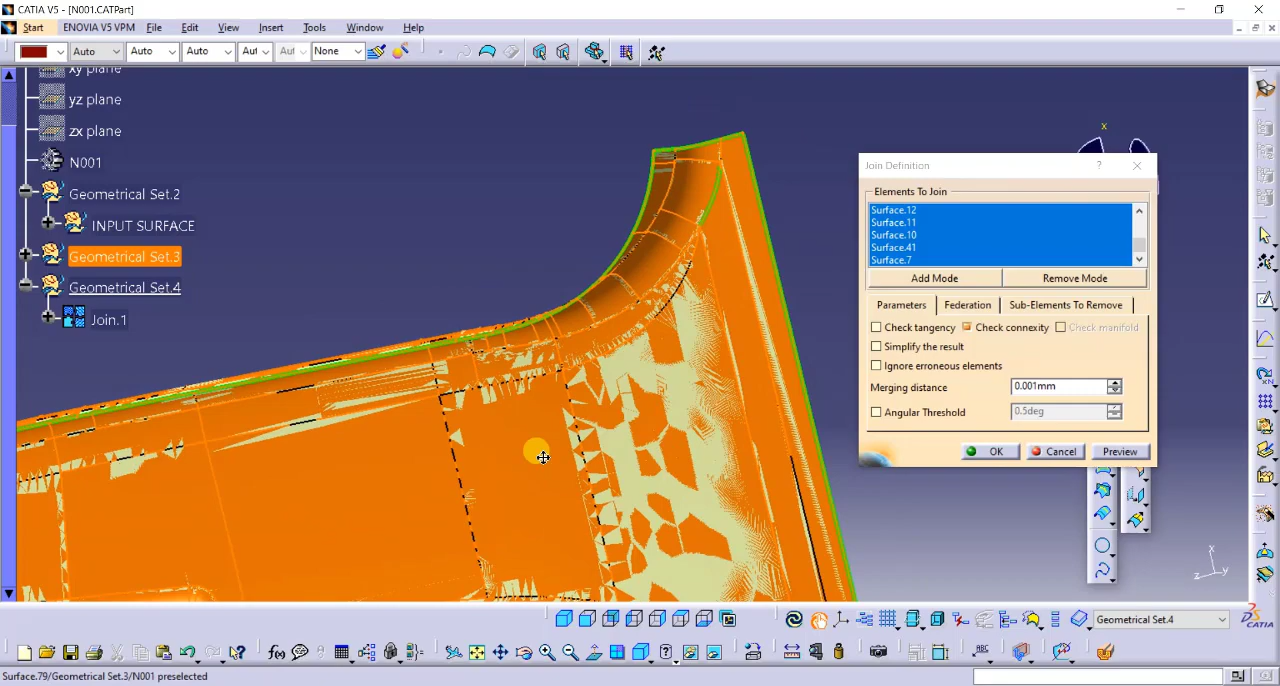 CATIA V5 - [N001.CATPart]
Start ENOVIA V5 VPM File Edit View Insert Tools Window Help
Auto Auto Auto Aut Aut None
xy plane
yz plane
zx plane
N001
Geometrical Set.2
INPUT SURFACE
Geometrical Set.3
Geometrical Set.4
Join.1
x
Join Definition ?
Elements To Join
Surface.12
Surface.11
Surface.10
Surface.41
Surface.7
Add Mode Remove Mode
Parameters Federation Sub-Elements To Remove
Check tangency Check connexity Check manifold
Simplify the result
Ignore erroneous elements
Merging distance 0.001mm
Angular Threshold 0.5deg
OK Cancel Preview
x
z y
Geometrical Set.4
CATIA
Surface.79/Geometrical Set.3/N001 preselected